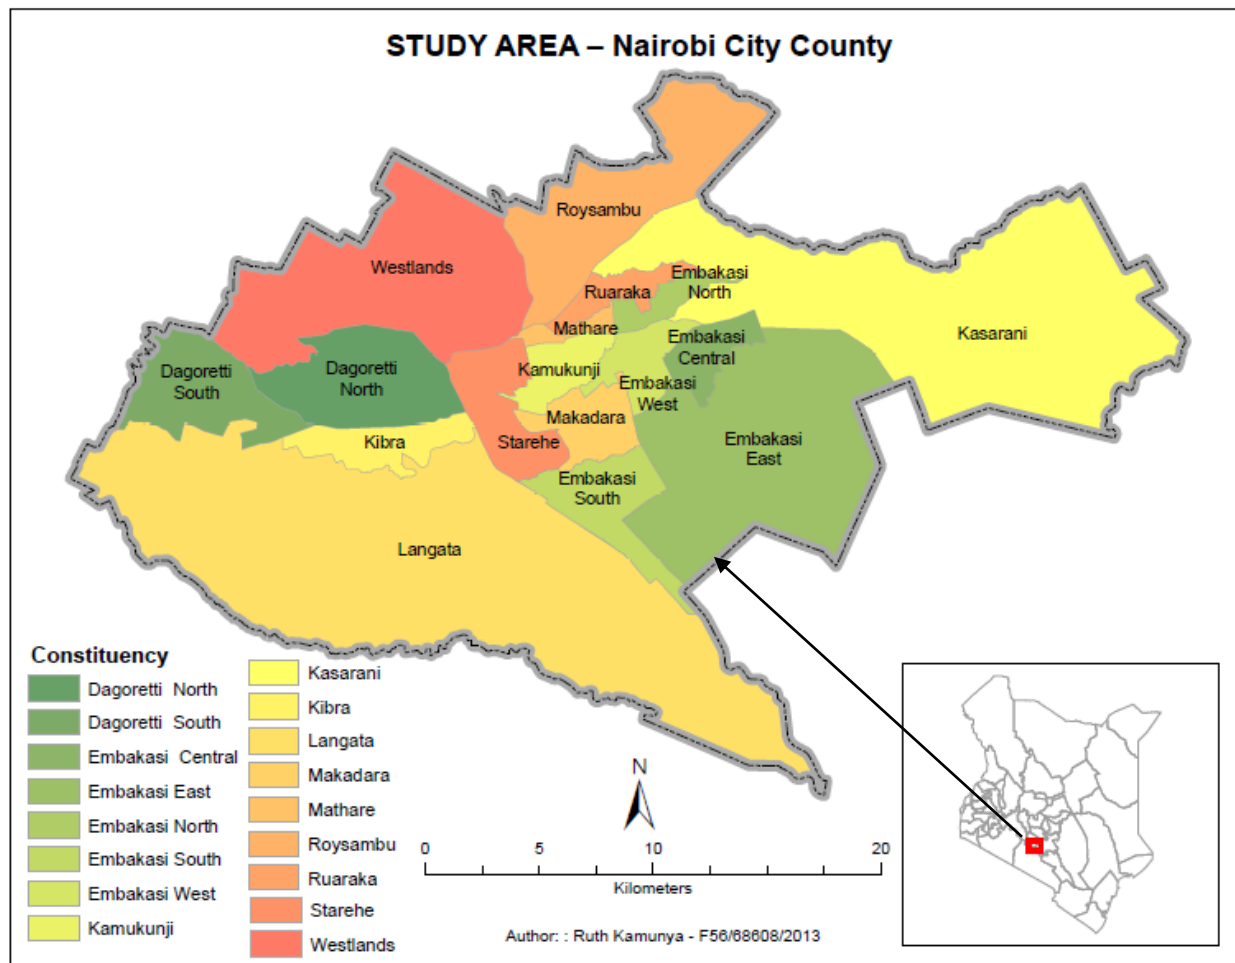 STUDY AREA – Nairobi City County
Roysambu
Westlands
Embakasi
North
Ruaraka
Mathare
Kasarani
Embakasi
Central
Dagoretti
South
Dagoretti
North
Kamukunji
Embakasi
West
Makadara
Kibra
Starehe
Embakasi
East
Embakasi
South
Langata
Constituency
Dagoretti North
Dagoretti South
Embakasi Central
Embakasi East
Embakasi North
Embakasi South
Embakasi West
Kamukunji
Kasarani
Kibra
Langata
Makadara
Mathare
Roysambu
Ruaraka
Starehe
Westlands
N
0 5 10 20
Kilometers
Author: : Ruth Kamunya - F56/68608/2013